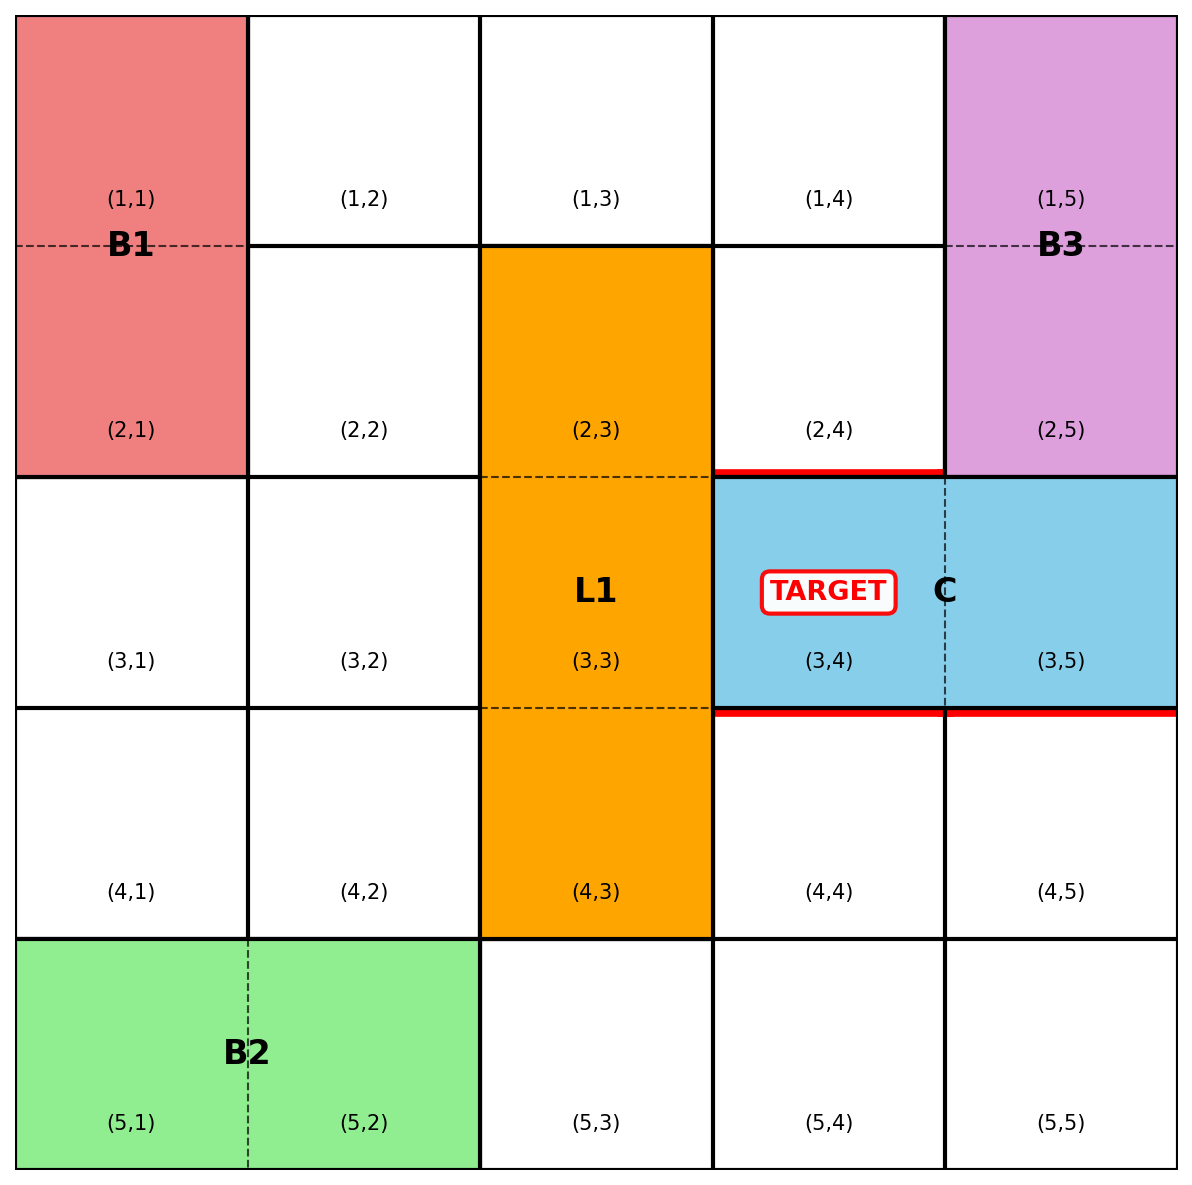 (1,1) (1,2) (1,3) (1,4) (1,5)
B1 B3
(2,1) (2,2) (2,3) (2,4) (2,5)
L1 TARGET C
(3,1) (3,2) (3,3) (3,4) (3,5)
(4,1) (4,2) (4,3) (4,4) (4,5)
B2
(5,1) (5,2) (5,3) (5,4) (5,5)